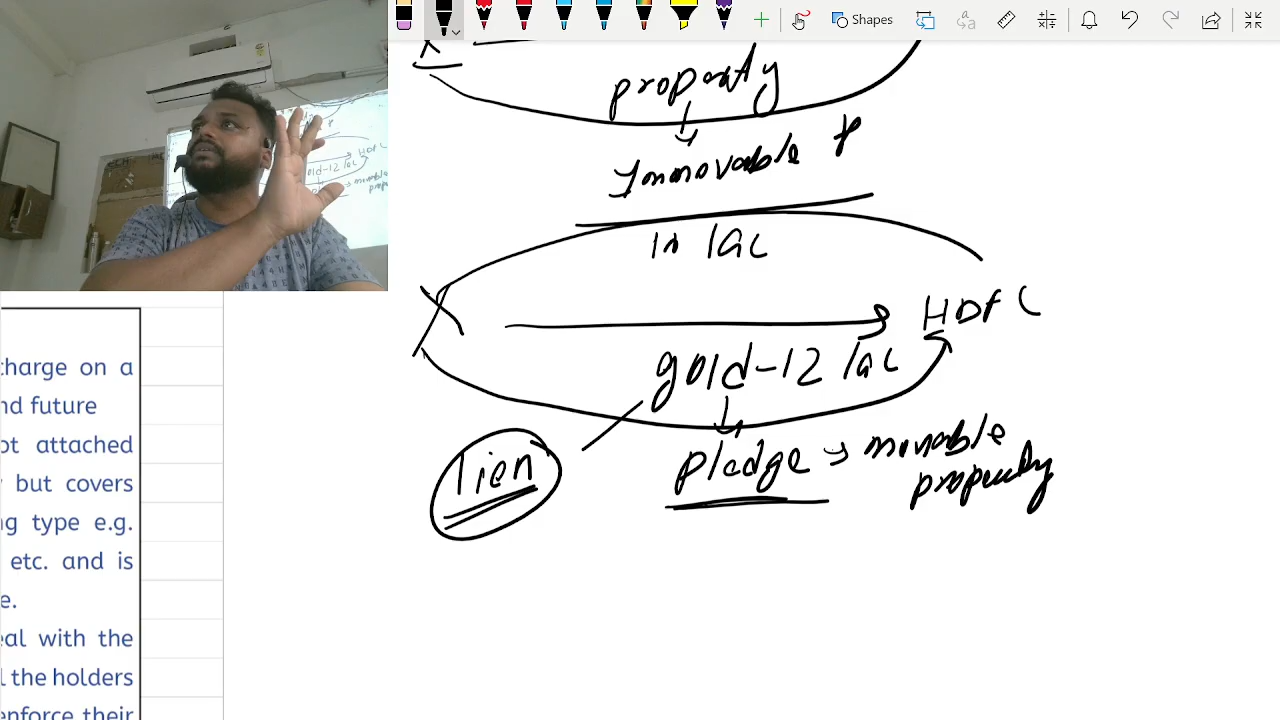 Shapes
property
Immovable P
in lac
X
HDFC
gold-12 lac
lien
pledge → movable
property
charge on a
nd future
ot attached
but covers
ng type e.g.
etc. and is
e.
eal with the
l the holders
enforce their